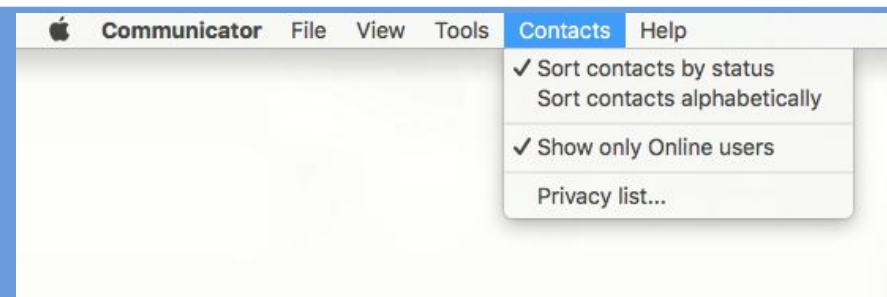 Communicator File View Tools Contacts Help
✓ Sort contacts by status
Sort contacts alphabetically
✓ Show only Online users
Privacy list...